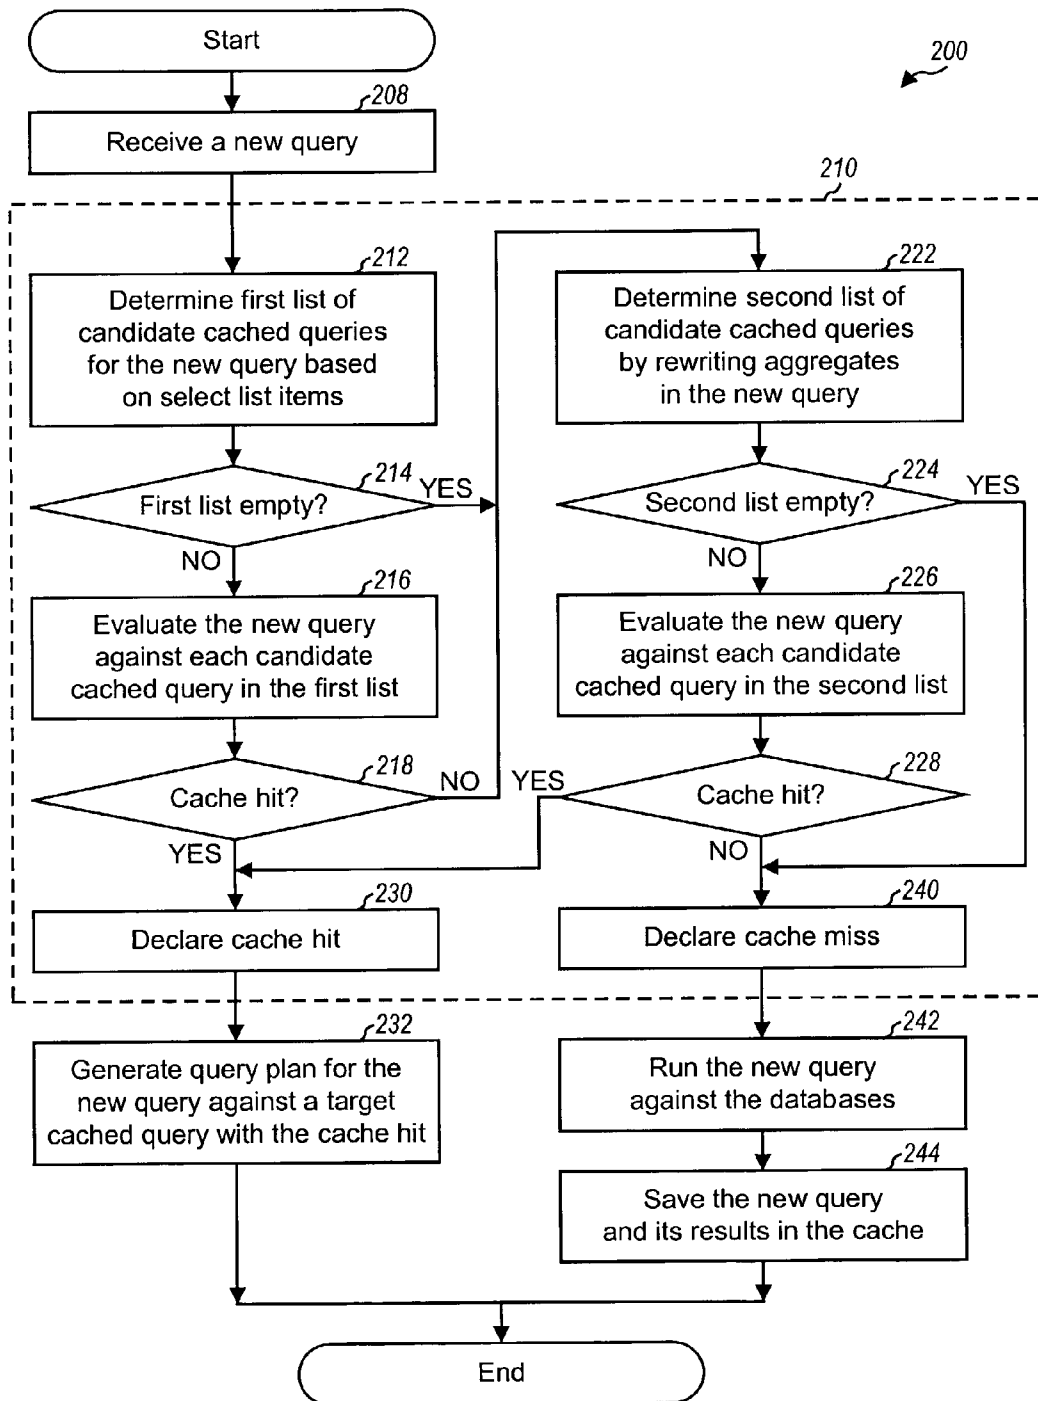 Start
200
208
Receive a new query
210
212
Determine first list of
candidate cached queries
for the new query based
on select list items
214
First list empty?
YES
NO
216
Evaluate the new query
against each candidate
cached query in the first list
218
Cache hit?
NO
YES
222
Determine second list of
candidate cached queries
by rewriting aggregates
in the new query
224
Second list empty?
YES
NO
226
Evaluate the new query
against each candidate
cached query in the second list
228
YES
Cache hit?
NO
230
Declare cache hit
240
Declare cache miss
232
Generate query plan for the
new query against a target
cached query with the cache hit
242
Run the new query
against the databases
244
Save the new query
and its results in the cache
End